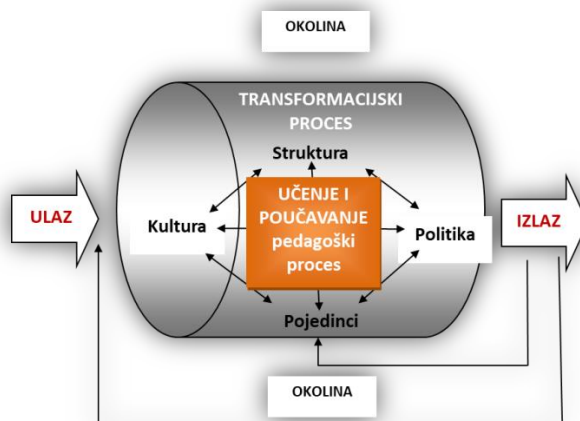 OKOLINA
TRANSFORMACIJSKI
PROCES
Struktura
UČENJE I
POUČAVANJE
pedagoški
proces
ULAZ
Kultura
Politika
IZLAZ
Pojedinci
OKOLINA